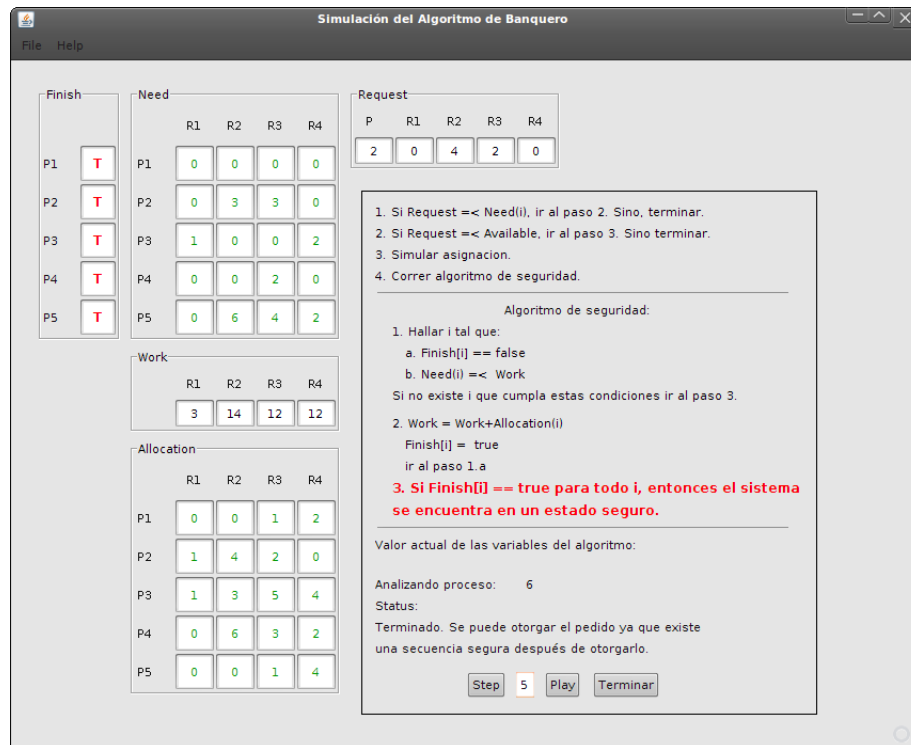 Simulación del Algoritmo de Banquero
File Help
Finish
P1 T
P2 T
P3 T
P4 T
P5 T
Need
R1 R2 R3 R4
P1 0 0 0 0
P2 0 3 3 0
P3 1 0 0 2
P4 0 0 2 0
P5 0 6 4 2
Work
R1 R2 R3 R4
3 14 12 12
Allocation
R1 R2 R3 R4
P1 0 0 1 2
P2 1 4 2 0
P3 1 3 5 4
P4 0 6 3 2
P5 0 0 1 4
Request
P R1 R2 R3 R4
2 0 4 2 0
1. Si Request =< Need(i), ir al paso 2. Sino, terminar.
2. Si Request =< Available, ir al paso 3. Sino terminar.
3. Simular asignacion.
4. Correr algoritmo de seguridad.
Algoritmo de seguridad:
1. Hallar i tal que:
a. Finish[i] == false
b. Need(i) =< Work
Si no existe i que cumpla estas condiciones ir al paso 3.
2. Work = Work+Allocation(i)
Finish[i] = true
ir al paso 1.a
3. Si Finish[i] == true para todo i, entonces el sistema
se encuentra en un estado seguro.
Valor actual de las variables del algoritmo:
Analizando proceso: 6
Status:
Terminado. Se puede otorgar el pedido ya que existe
una secuencia segura después de otorgarlo.
Step 5 Play Terminar